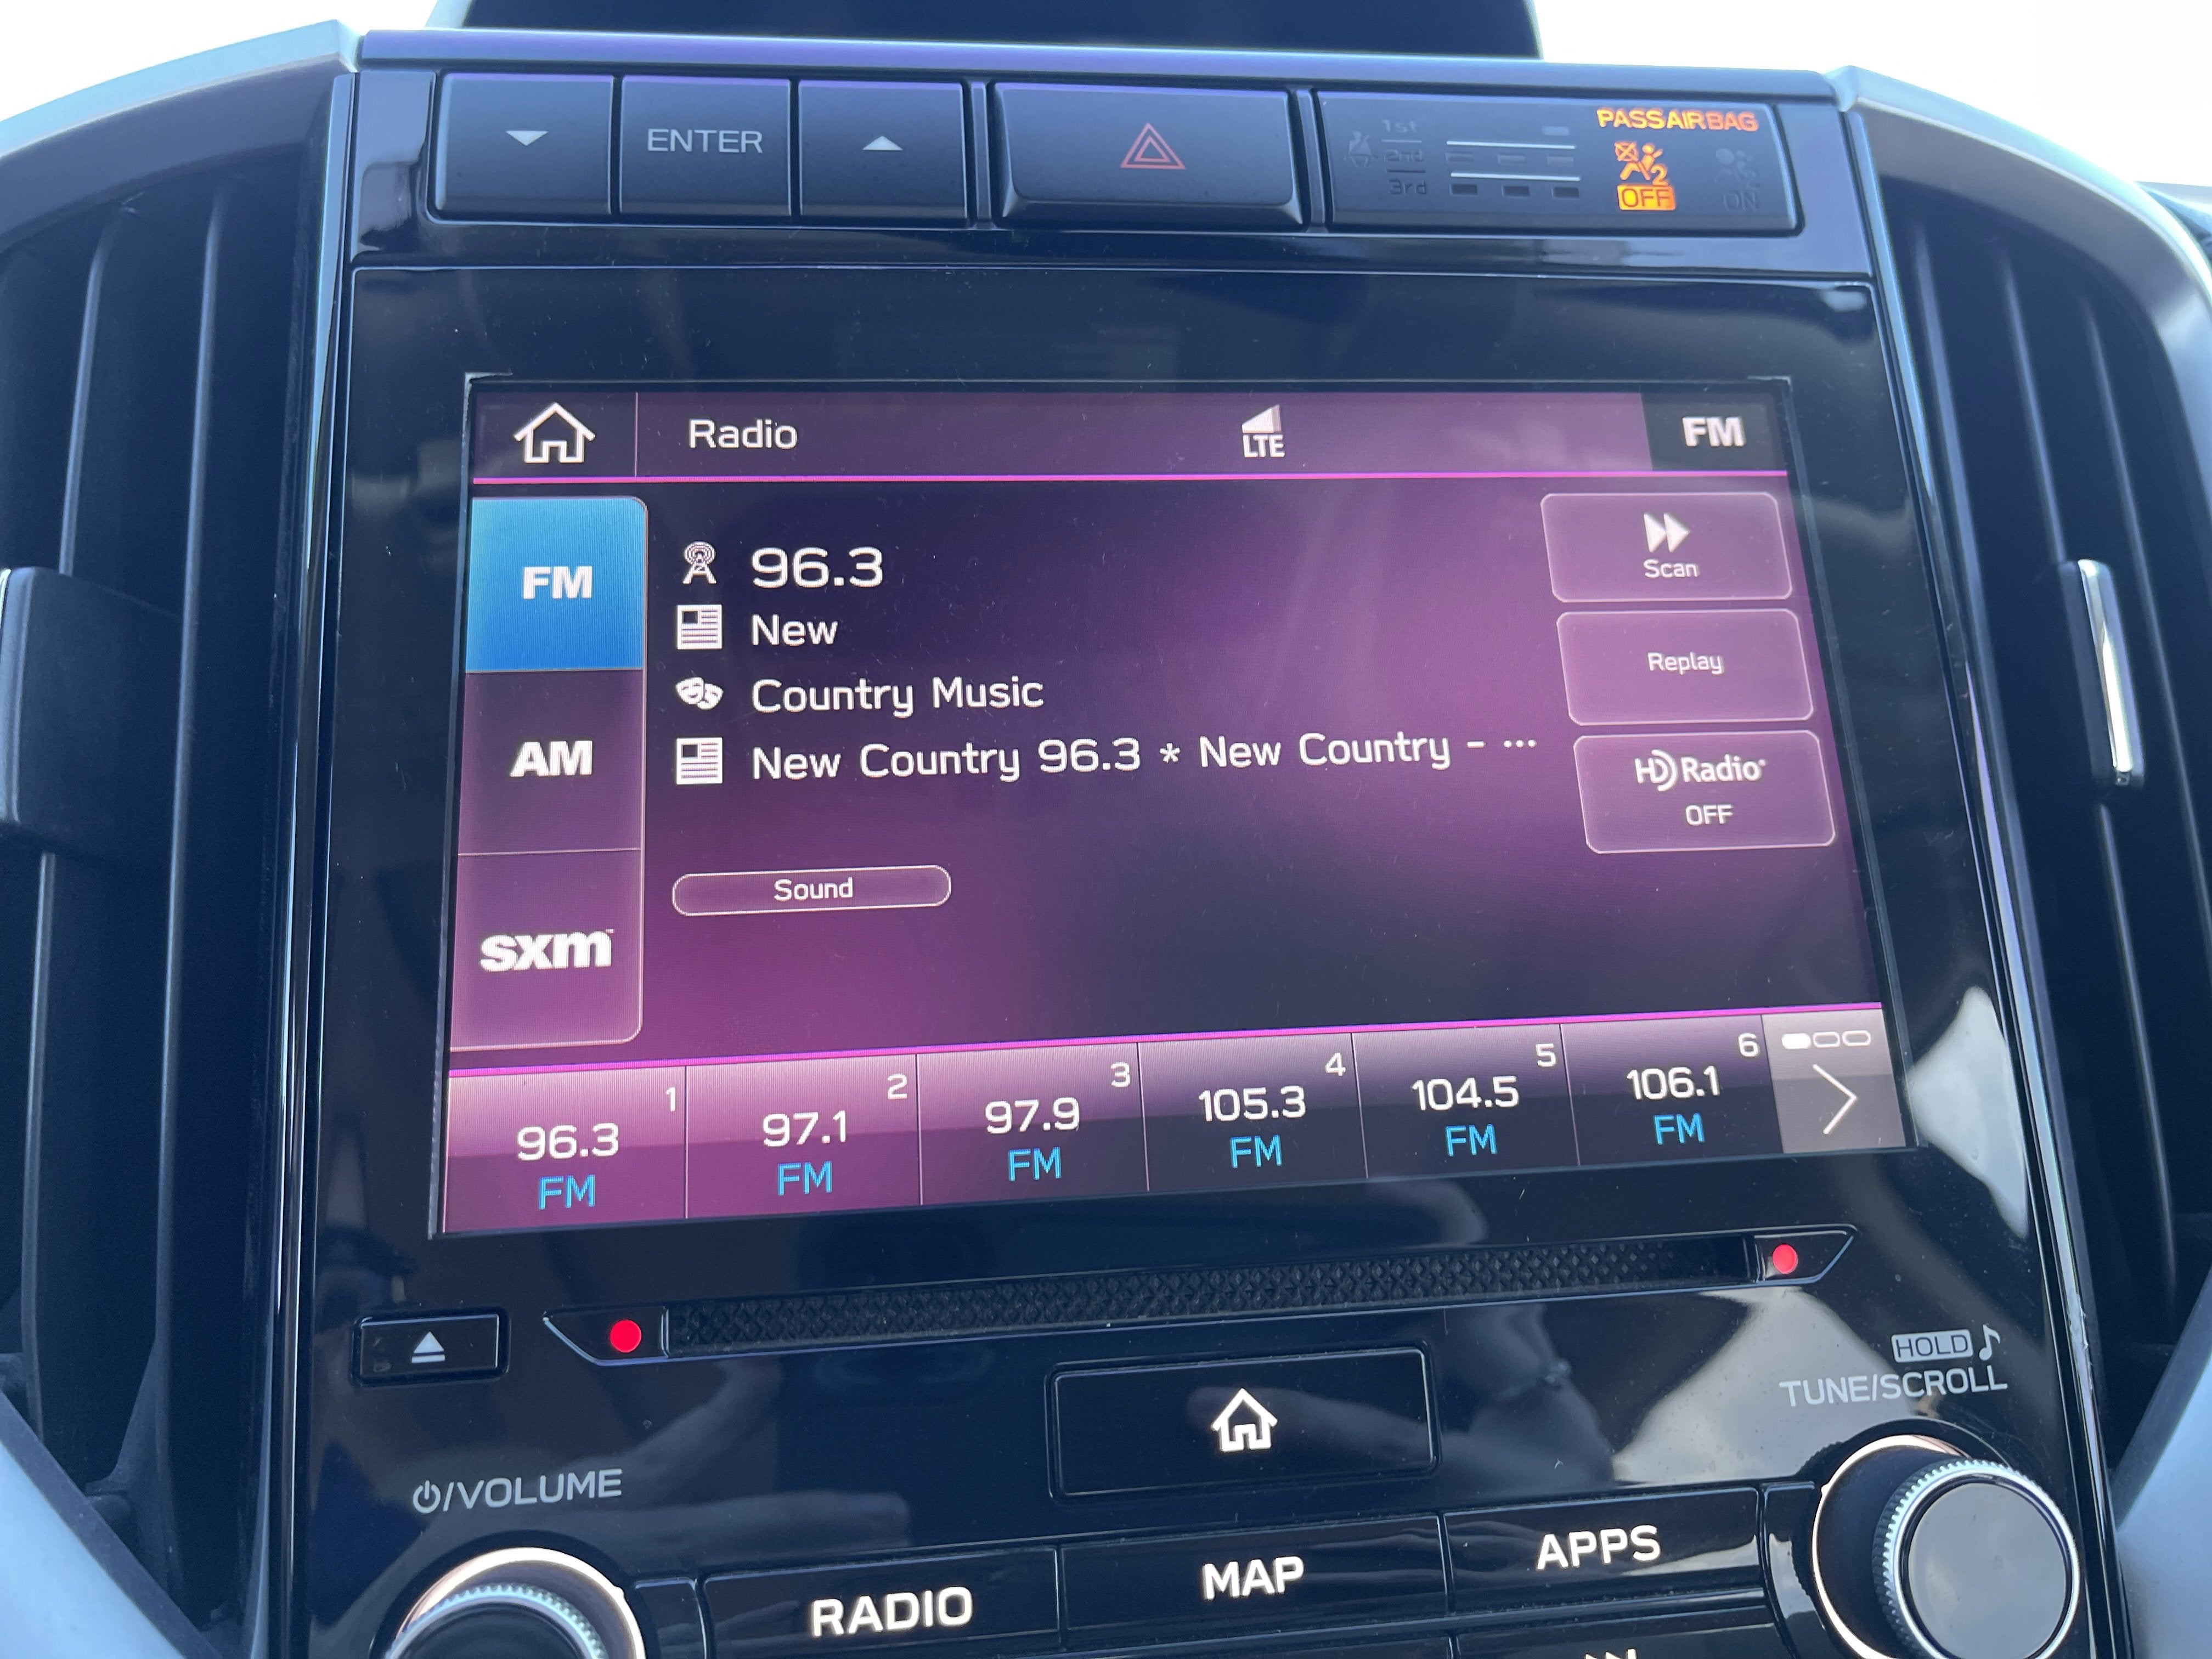 ENTER
1st
2nd
3rd
PASS AIRBAG
2
OFF
ON
Radio
LTE
FM
FM
AM
sxm
96.3
New
Country Music
New Country 96.3 * New Country - ...
Sound
Scan
Replay
HD Radio
OFF
1
96.3
FM
2
97.1
FM
3
97.9
FM
4
105.3
FM
5
104.5
FM
6
106.1
FM
HOLD
TUNE/SCROLL
/VOLUME
RADIO
MAP
APPS